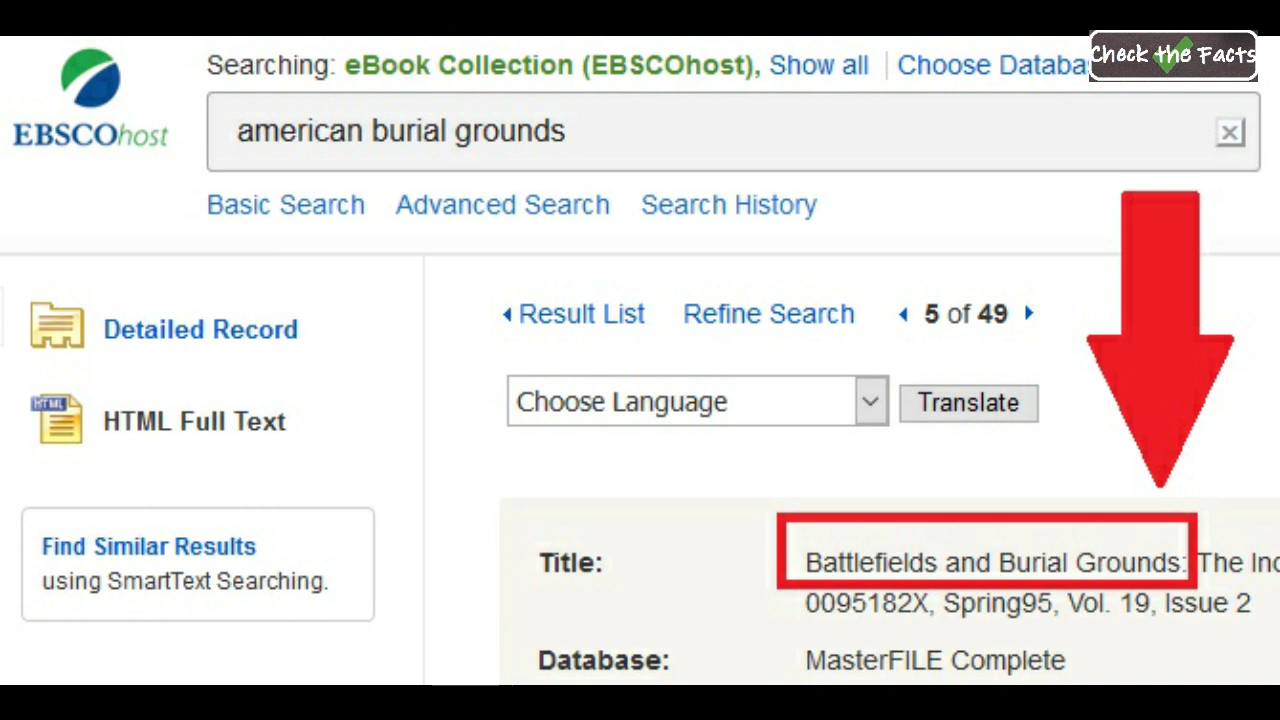 Check the Facts
Searching: eBook Collection (EBSCOhost), Show all Choose Databa
EBSCOhost
american burial grounds
Basic Search Advanced Search Search History
Result List Refine Search 5 of 49
Detailed Record
Choose Language Translate
HTML
HTML Full Text
Find Similar Results
using SmartText Searching.
Title: Battlefields and Burial Grounds: The Inc
0095182X, Spring95, Vol. 19, Issue 2
Database: MasterFILE Complete